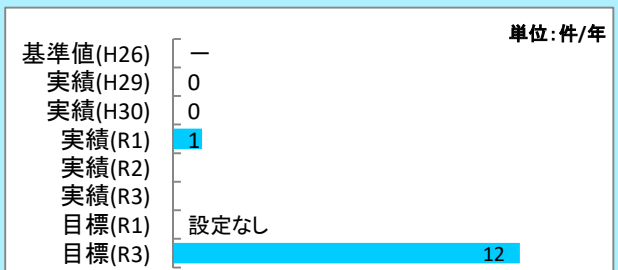 単位:件/年
基準値(H26) ー
実績(H29) 0
実績(H30) 0
実績(R1) 1
実績(R2)
実績(R3)
目標(R1) 設定なし
目標(R3) 12